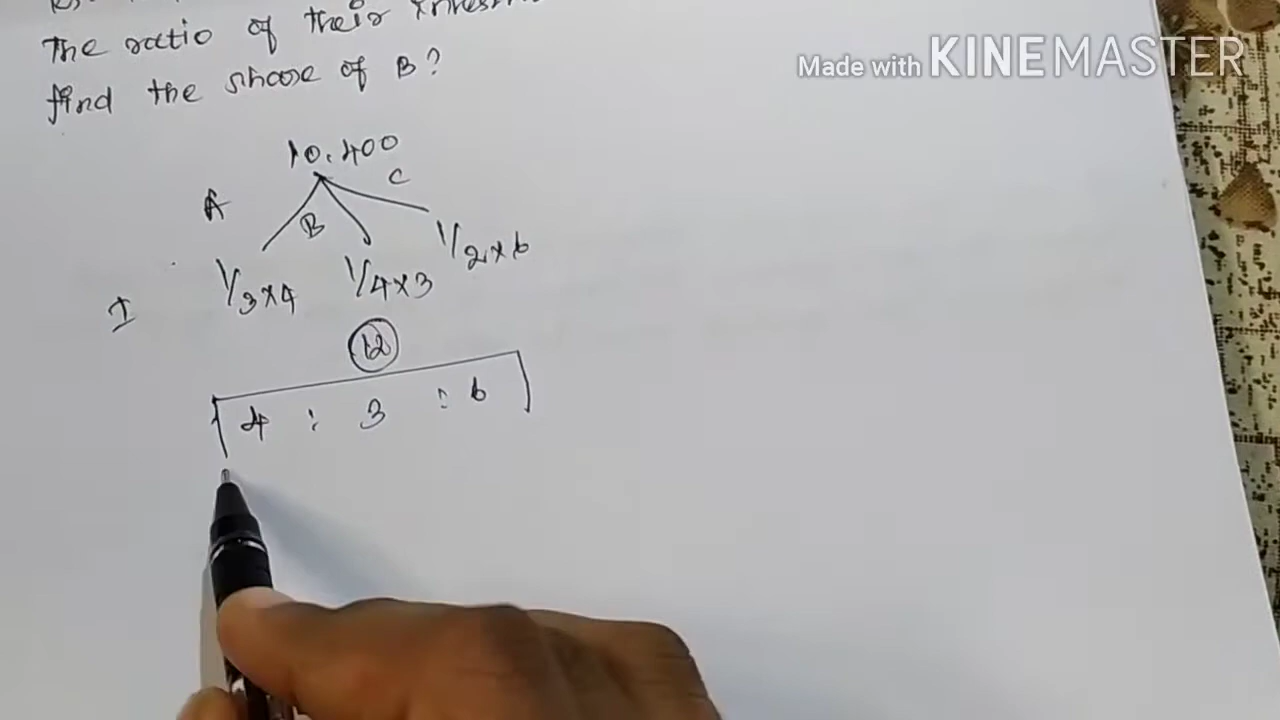 The ratio of their
find the share of B?
Made with KINEMASTER
10,400
A B C
1/3×4 1/4×3 1/2×6
I
12
4 : 3 : 6